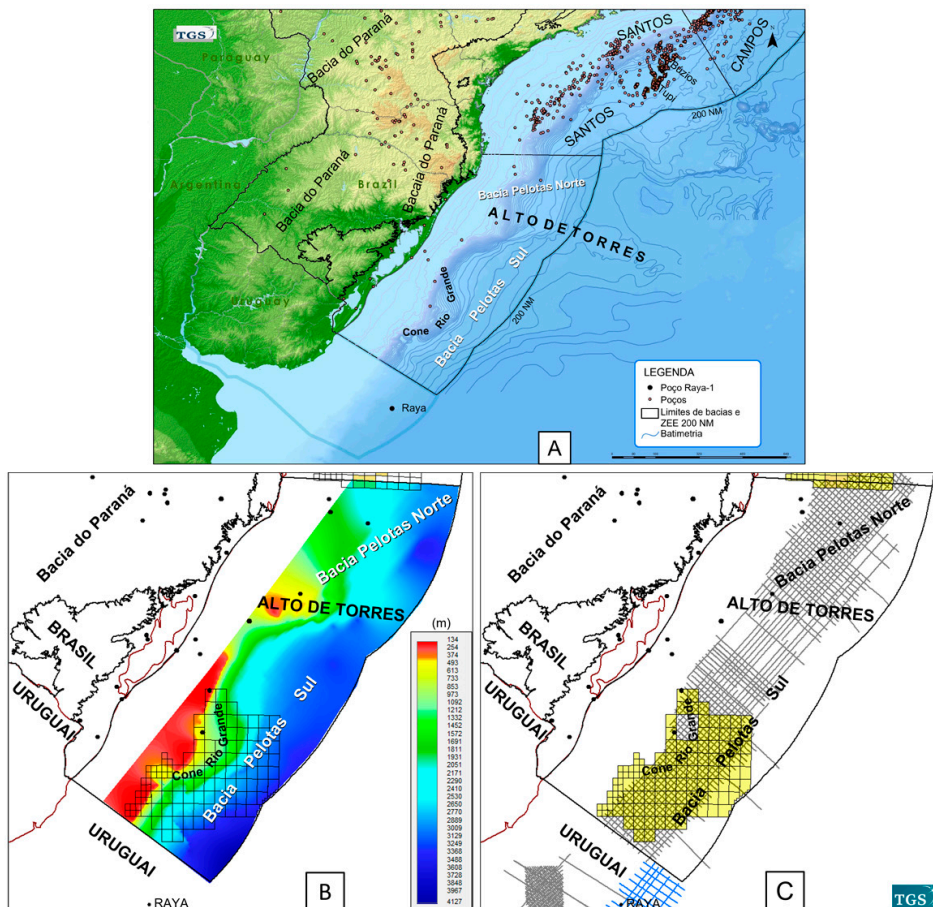 TGS
Paraguay
Bacia do Paraná
SANTOS
CAMPOS
Búzios
Tupi
200 NM
SANTOS
Argentina
Bacia do Paraná
Brazil
Bacaia do Paraná
Bacia Pelotas Norte
ALTO DE TORRES
Uruguay
Cone Rio Grande
Bacia Pelotas Sul
200 NM
Raya
LEGENDA
Poço Raya-1
Poços
Limites de bacias e
ZEE 200 NM
Batimetria
A
Bacia do Paraná
Bacia Pelotas Norte
ALTO DE TORRES
BRASIL
URUGUAI
Cone Rio Grande
Bacia Pelotas Sul
URUGUAI
RAYA
B
(m)
134
254
374
493
613
733
853
973
1092
1212
1332
1452
1572
1691
1811
1931
2051
2171
2290
2410
2530
2650
2770
2889
3009
3129
3249
3368
3488
3608
3728
3848
3967
4127
Bacia do Paraná
Bacia Pelotas Norte
ALTO DE TORRES
BRASIL
URUGUAI
Cone Rio Grande
Bacia Pelotas Sul
URUGUAI
RAYA
C
TGS